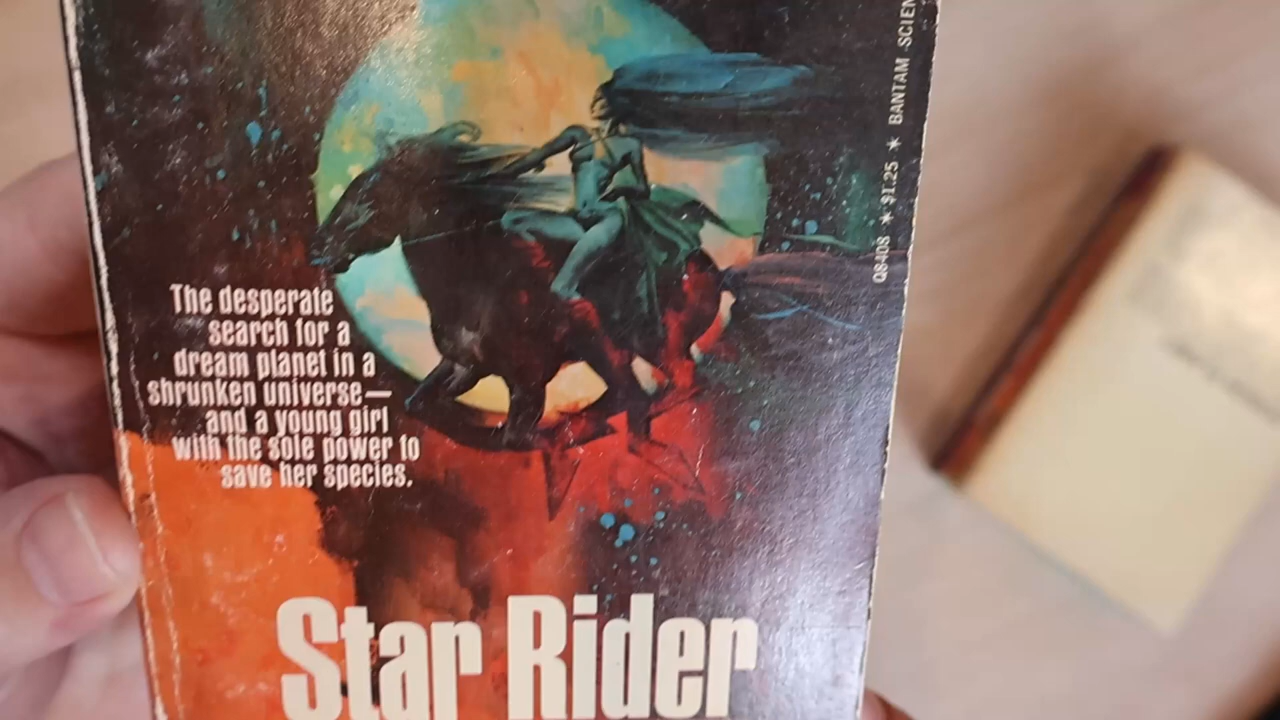 Q8408 ★ $1.25 ★ BANTAM SCIEN
The desperate
search for a
dream planet in a
shrunken universe—
and a young girl
with the sole power to
save her species.
Star Rider